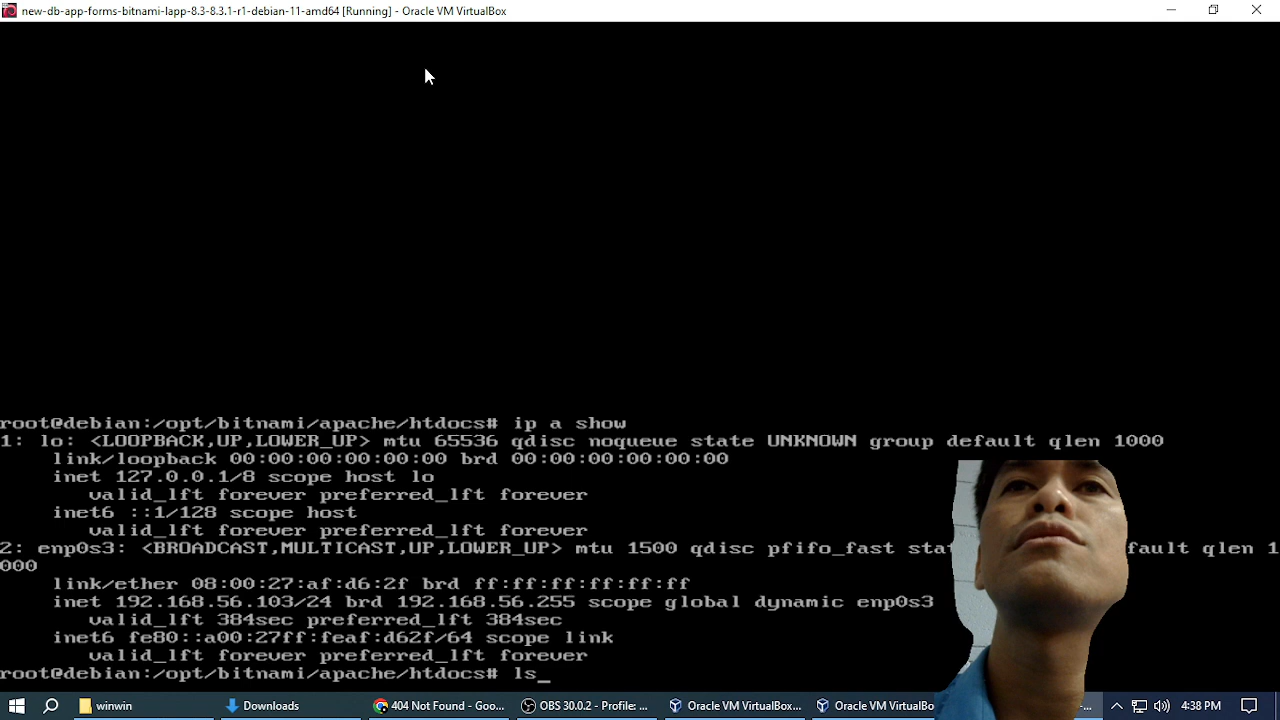 new-db-app-forms-bitnami-lapp-8.3-8.3.1-r1-debian-11-amd64 [Running] - Oracle VM VirtualBox
root@debian:/opt/bitnami/apache/htdocs# ip a show
1: lo: <LOOPBACK,UP,LOWER_UP> mtu 65536 qdisc noqueue state UNKNOWN group default qlen 1000
link/loopback 00:00:00:00:00:00 brd 00:00:00:00:00:00
inet 127.0.0.1/8 scope host lo
valid_lft forever preferred_lft forever
inet6 ::1/128 scope host
valid_lft forever preferred_lft forever
2: enp0s3: <BROADCAST,MULTICAST,UP,LOWER_UP> mtu 1500 qdisc pfifo_fast stat fault qlen 1
000
link/ether 08:00:27:af:d6:2f brd ff:ff:ff:ff:ff:ff
inet 192.168.56.103/24 brd 192.168.56.255 scope global dynamic enp0s3
valid_lft 384sec preferred_lft 384sec
inet6 fe80::a00:27ff:feaf:d62f/64 scope link
valid_lft forever preferred_lft forever
root@debian:/opt/bitnami/apache/htdocs# ls_
winwin Downloads 404 Not Found - Goo... OBS 30.0.2 - Profile: ... Oracle VM VirtualBox... Oracle VM VirtualBo -... 4:38 PM